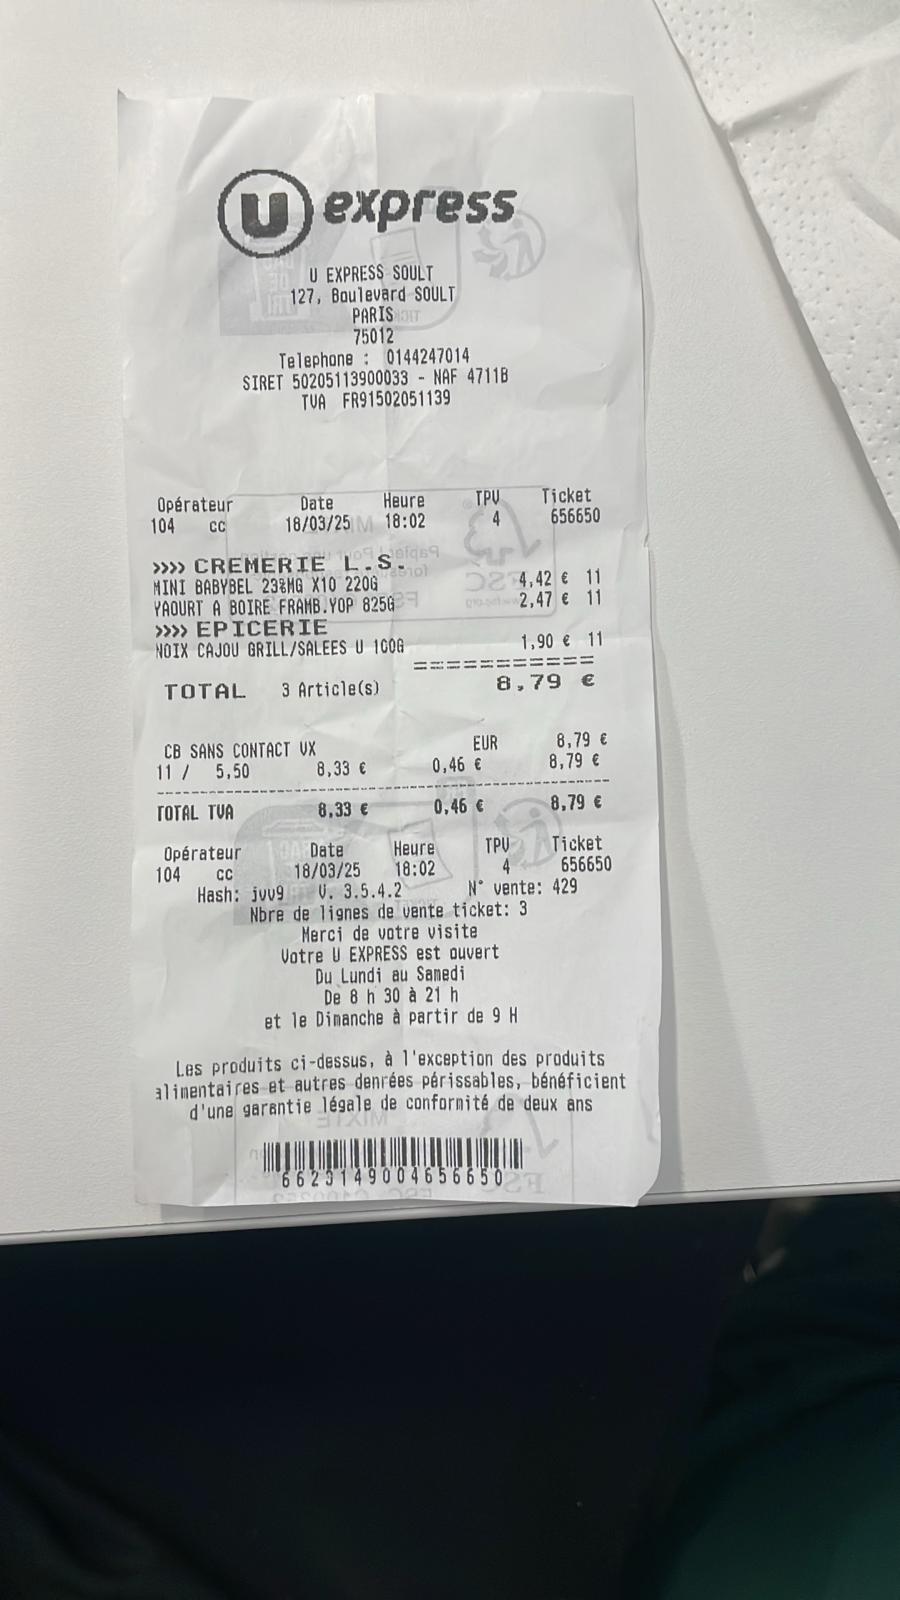 U express
U EXPRESS SOULT
127, Boulevard SOULT
PARIS
75012
Telephone : 0144247014
SIRET 50205113900033 - NAF 4711B
TVA FR91502051139
Opérateur Date Heure TPV Ticket
104 cc 18/03/25 18:02 4 656650
>>>> CREMERIE L.S.
MINI BABYBEL 23%MG X10 220G 4,42 € 11
YAOURT A BOIRE FRAMB.YOP 825G 2,47 € 11
>>>> EPICERIE
NOIX CAJOU GRILL/SALEES U 100G 1,90 € 11
===========
TOTAL 3 Article(s) 8,79 €
CB SANS CONTACT VX EUR 8,79 €
11 / 5,50 8,33 € 0,46 € 8,79 €
TOTAL TVA 8,33 € 0,46 € 8,79 €
Opérateur Date Heure TPV Ticket
104 cc 18/03/25 18:02 4 656650
Hash: jvv9 V. 3.5.4.2 N° vente: 429
Nbre de lignes de vente ticket: 3
Merci de votre visite
Votre U EXPRESS est ouvert
Du Lundi au Samedi
De 8 h 30 à 21 h
et le Dimanche à partir de 9 H
Les produits ci-dessus, à l'exception des produits
alimentaires et autres denrées périssables, bénéficient
d'une garantie légale de conformité de deux ans
6623149004656650